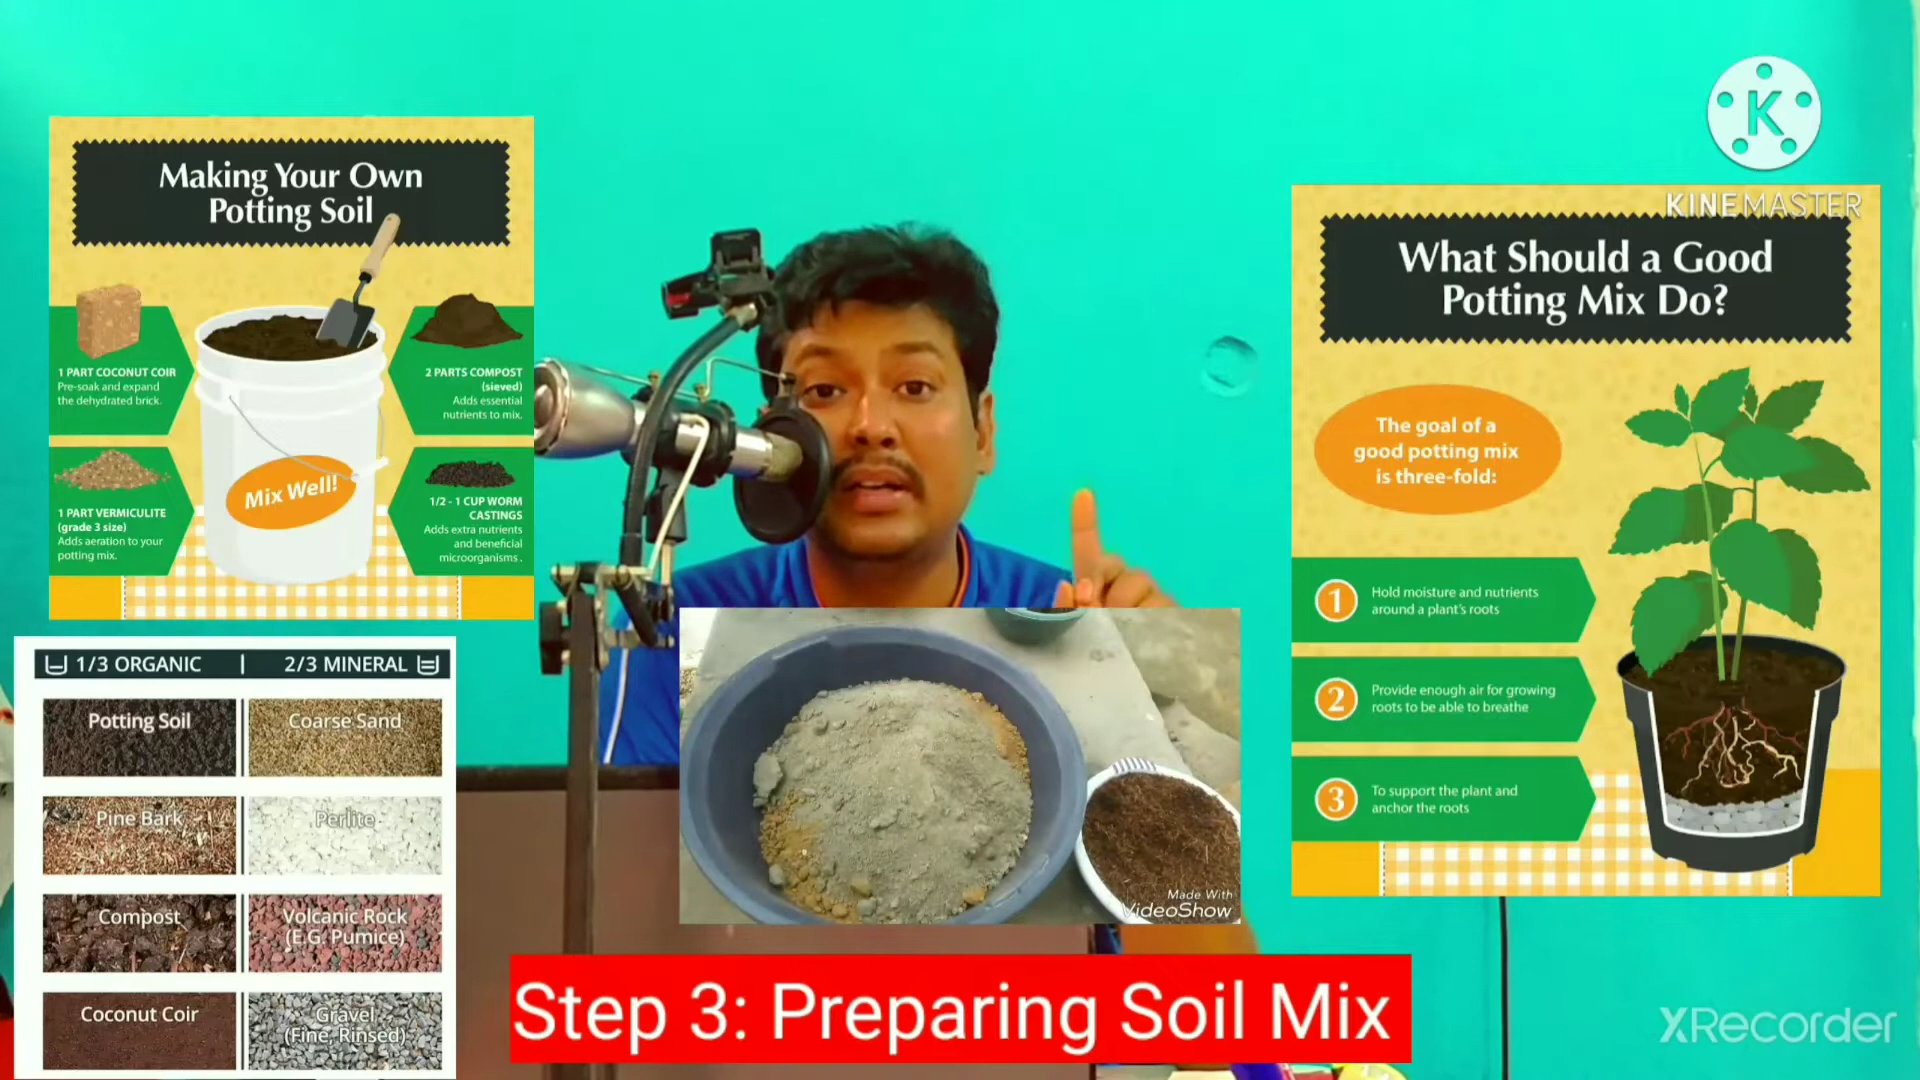 Making Your Own
Potting Soil
1 PART COCONUT COIR
Pre-soak and expand
the dehydrated brick.
2 PARTS COMPOST
(sieved)
Adds essential
nutrients to mix.
1 PART VERMICULITE
(grade 3 size)
Adds aeration to your
potting mix.
Mix Well!
1/2 - 1 CUP WORM
CASTINGS
Adds extra nutrients
and beneficial
microorganisms.
1/3 ORGANIC | 2/3 MINERAL
Potting Soil
Coarse Sand
Pine Bark
Perlite
Compost
Volcanic Rock
(E.G. Pumice)
Coconut Coir
Gravel
(Fine, Rinsed)
Made With
VideoShow
Step 3: Preparing Soil Mix
K
KINEMASTER
What Should a Good
Potting Mix Do?
The goal of a
good potting mix
is three-fold:
1 Hold moisture and nutrients
around a plant's roots
2 Provide enough air for growing
roots to be able to breathe
3 To support the plant and
anchor the roots
XRecorder